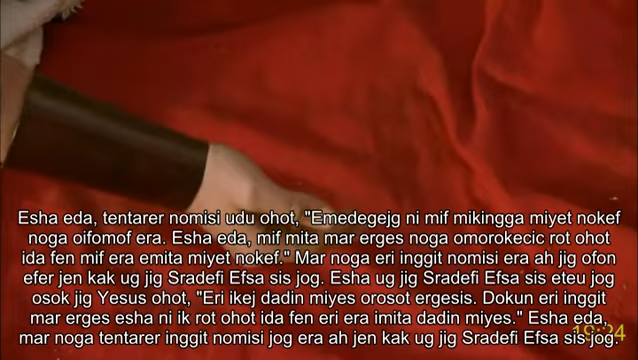 Esha eda, tentarer nomisi udu ohot, "Emedegejg ni mif mikingga miyet nokef
noga oifomof era. Esha eda, mif mita mar erges noga omorokecic rot ohot
ida fen mif era emita miyet nokef." Mar noga eri inggit nomisi era ah jig ofon
efer jen kak ug jig Sradefi Efsa sis jog. Esha ug jig Sradefi Efsa sis eteu jog
osok jig Yesus ohot, "Eri ikej dadin miyes orosot ergesis. Dokun eri inggit
mar erges esha ni ik rot ohot ida fen eri era imita dadin miyes." Esha eda,
mar noga tentarer inggit nomisi jog era ah jen kak ug jig Sradefi Efsa sis jog.